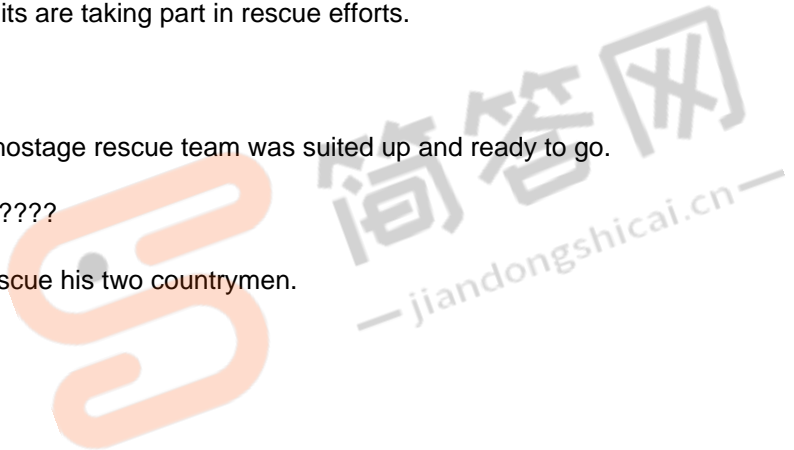 its are taking part in rescue efforts.
hostage rescue team was suited up and ready to go.
????
scue his two countrymen.
简答网
jiandongshicai.cn